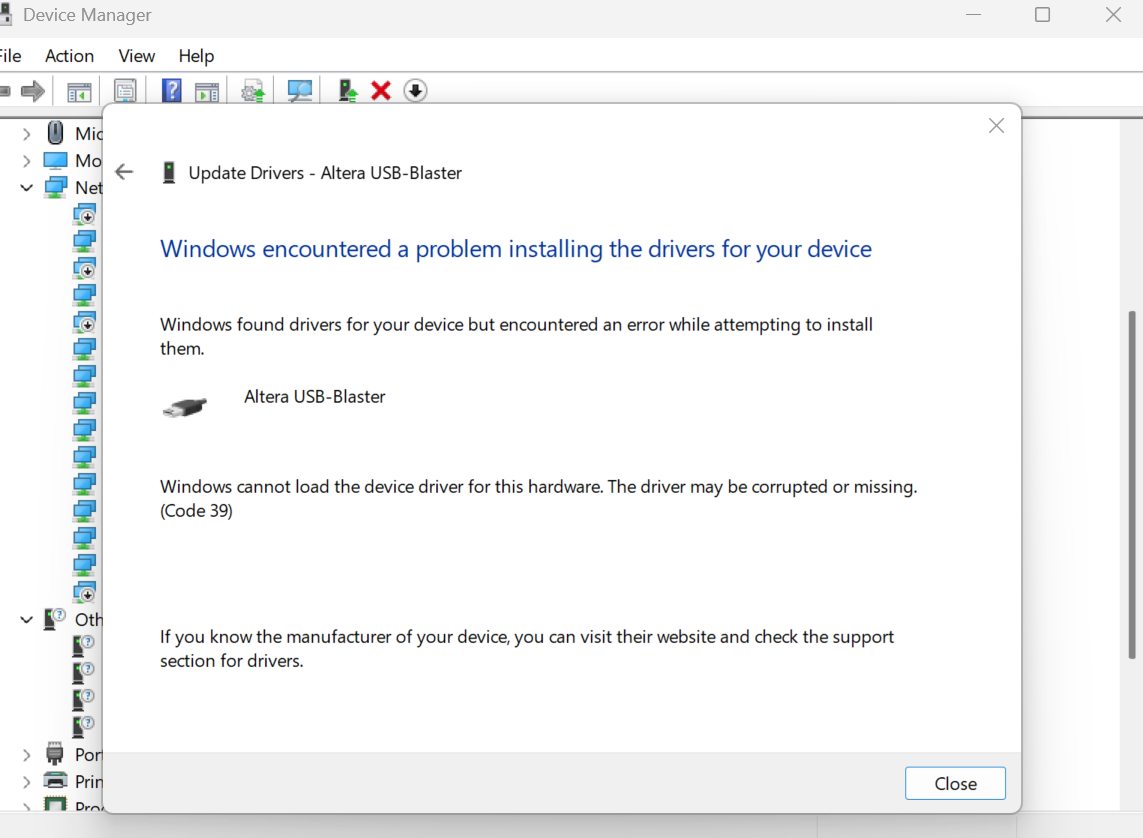 Device Manager
File Action View Help
Mic
Mo
Net
Oth
Port
Prin
Proc
Update Drivers - Altera USB-Blaster
Windows encountered a problem installing the drivers for your device
Windows found drivers for your device but encountered an error while attempting to install
them.
Altera USB-Blaster
Windows cannot load the device driver for this hardware. The driver may be corrupted or missing.
(Code 39)
If you know the manufacturer of your device, you can visit their website and check the support
section for drivers.
Close